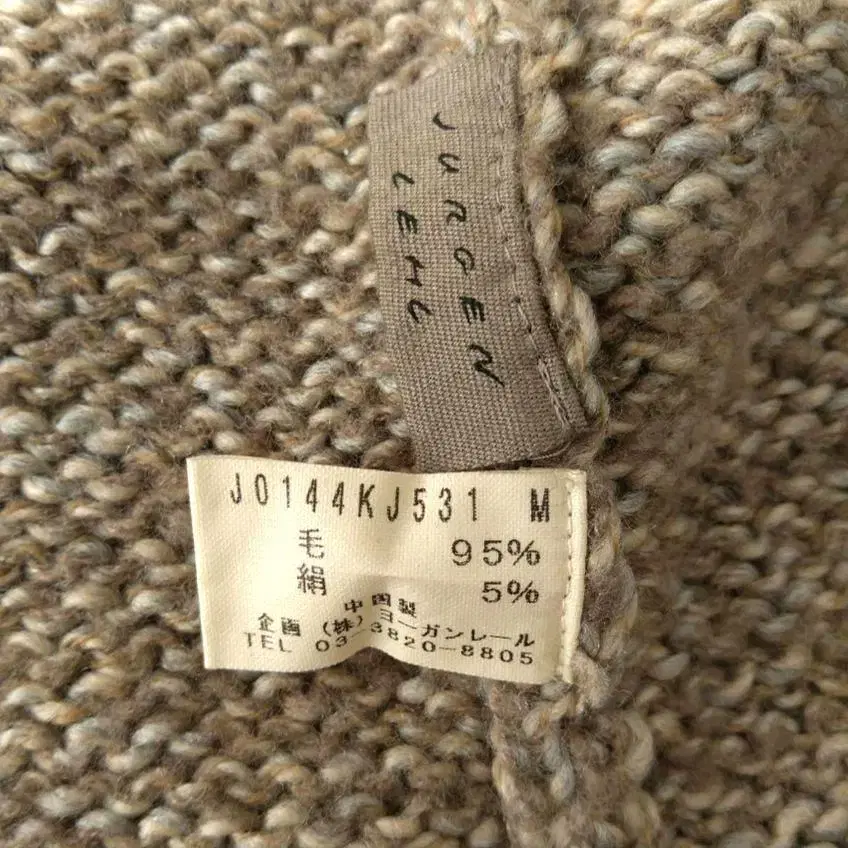 JURGEN
LEHL
J0144KJ531 M
毛 95%
絹 5%
中国製
企画 (株)ヨーガンレール
TEL 03-3820-8805